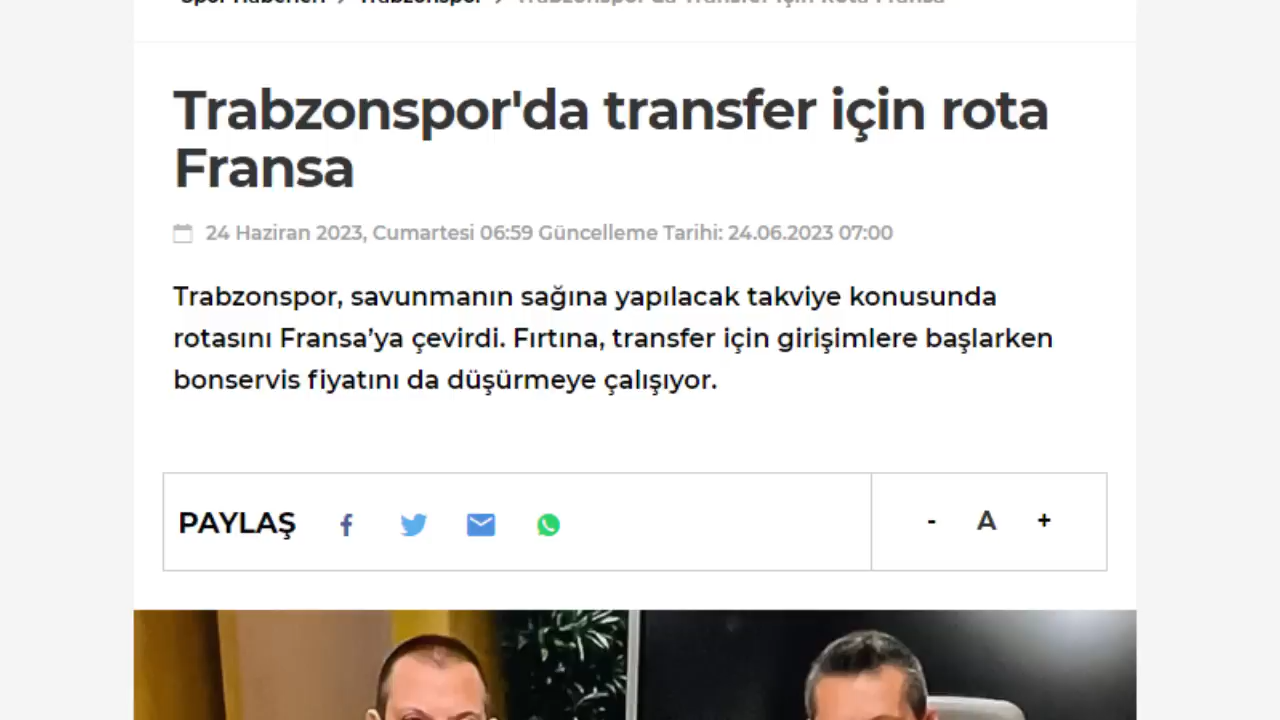 Spor Haberleri > Trabzonspor > Trabzonspor'da Transfer İçin Rota Fransa
Trabzonspor'da transfer için rota
Fransa
24 Haziran 2023, Cumartesi 06:59 Güncelleme Tarihi: 24.06.2023 07:00
Trabzonspor, savunmanın sağına yapılacak takviye konusunda
rotasını Fransa’ya çevirdi. Fırtına, transfer için girişimlere başlarken
bonservis fiyatını da düşürmeye çalışıyor.
PAYLAŞ
- A +